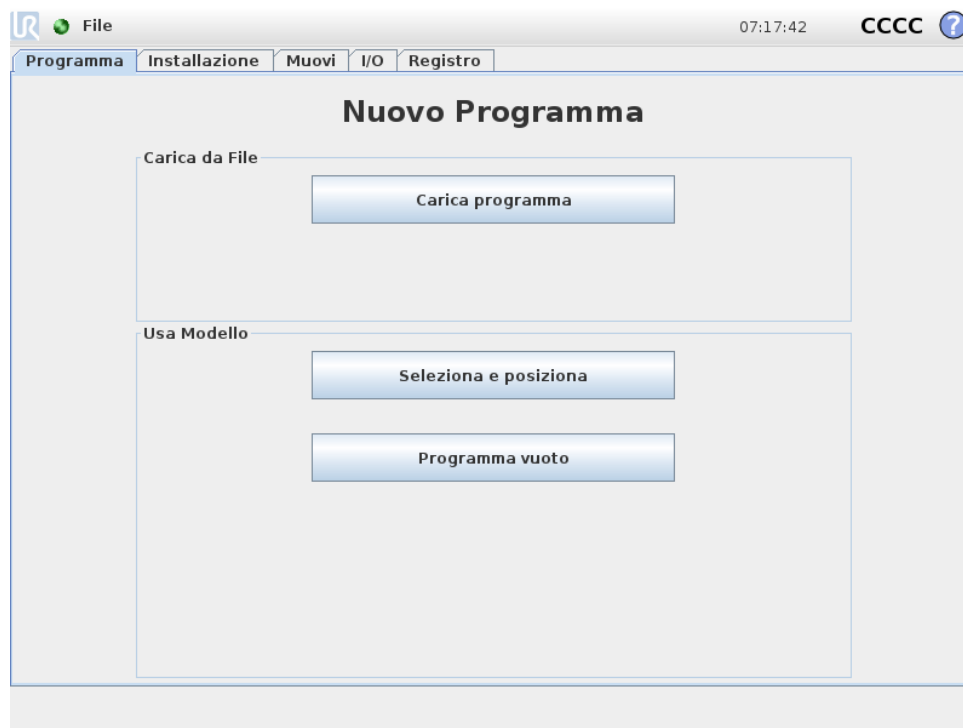 UR File 07:17:42 CCCC ?
Programma Installazione Muovi I/O Registro
Nuovo Programma
Carica da File
Carica programma
Usa Modello
Seleziona e posiziona
Programma vuoto